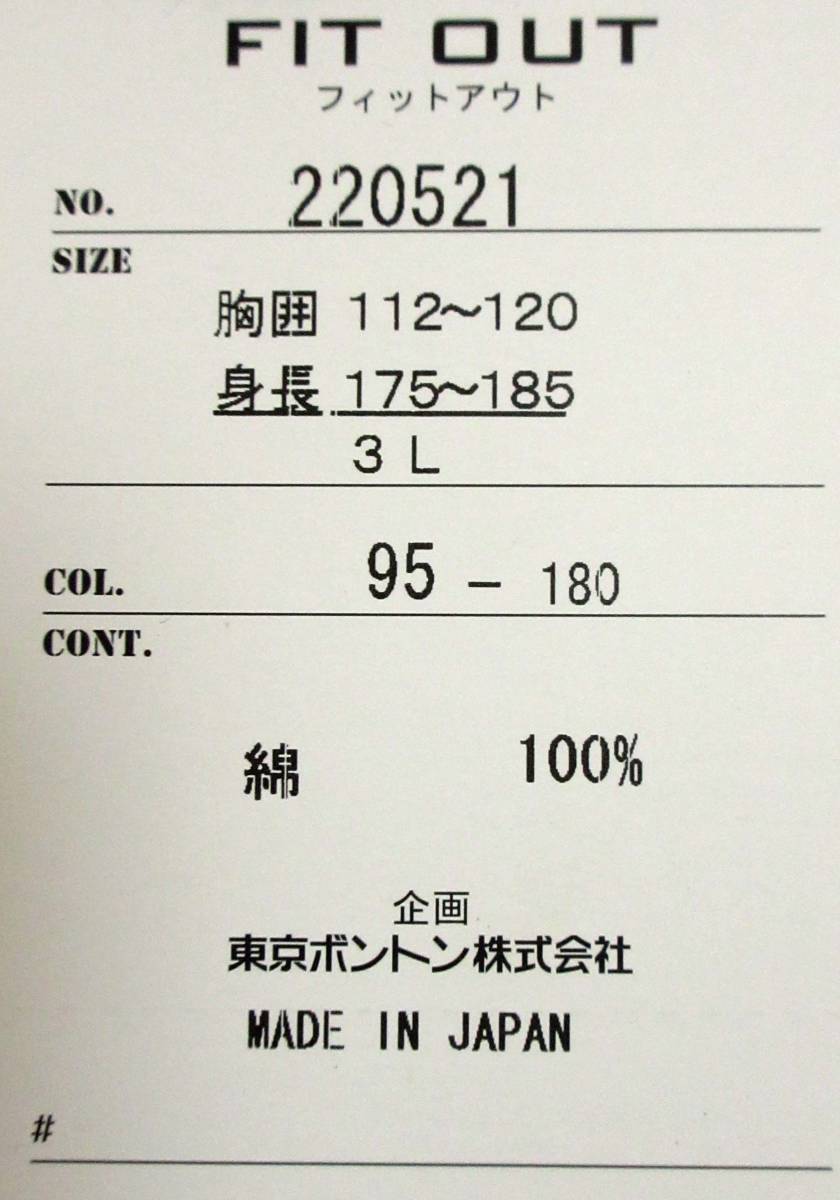 FIT OUT
フィットアウト
NO. 220521
SIZE
胸囲 112～120
身長 175～185
3 L
COL. 95 - 180
CONT.
綿 100%
企画
東京ボントン株式会社
MADE IN JAPAN
#